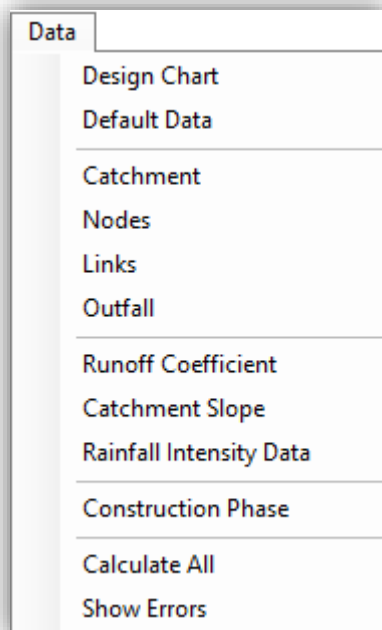 Data
Design Chart
Default Data
Catchment
Nodes
Links
Outfall
Runoff Coefficient
Catchment Slope
Rainfall Intensity Data
Construction Phase
Calculate All
Show Errors